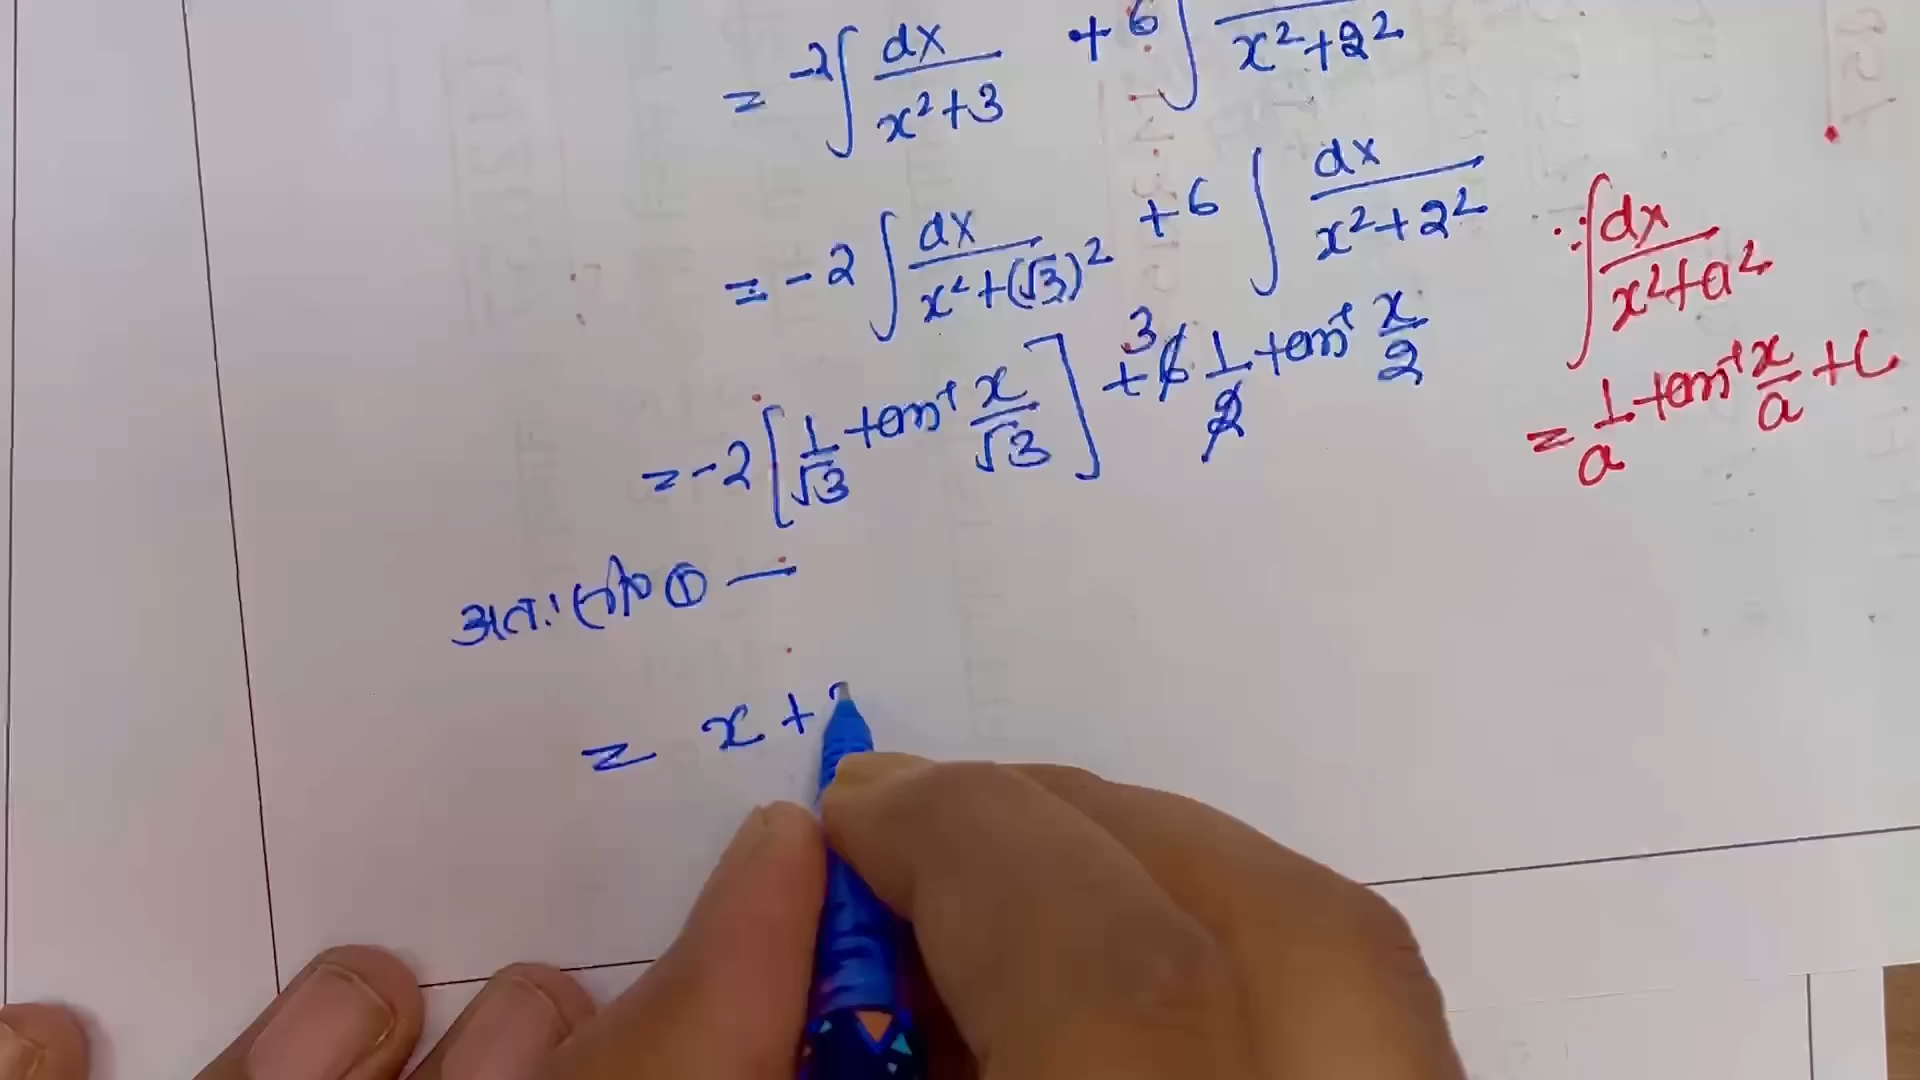 = -2∫ dx/(x²+3) + 6∫ /(x²+2²)
= -2∫ dx/(x²+(√3)²) + 6∫ dx/(x²+2²)
= -2[1/√3 tan⁻¹ x/√3] + 6 3 1/2 tan⁻¹ x/2
∵ ∫ dx/(x²+a²)
= 1/a tan⁻¹ x/a + C
अतः ① —
= x +